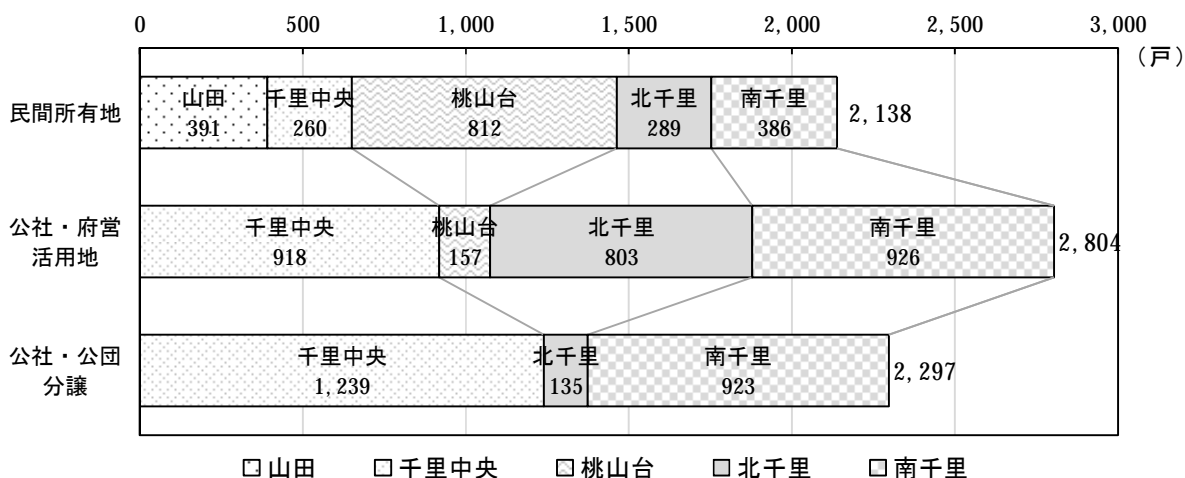 0 500 1,000 1,500 2,000 2,500 3,000
(戸)
民間所有地
山田 千里中央 桃山台 北千里 南千里
391 260 812 289 386 2,138
公社・府営
活用地
千里中央 桃山台 北千里 南千里
918 157 803 926 2,804
公社・公団
分譲
千里中央 北千里 南千里
1,239 135 923 2,297
山田 千里中央 桃山台 北千里 南千里